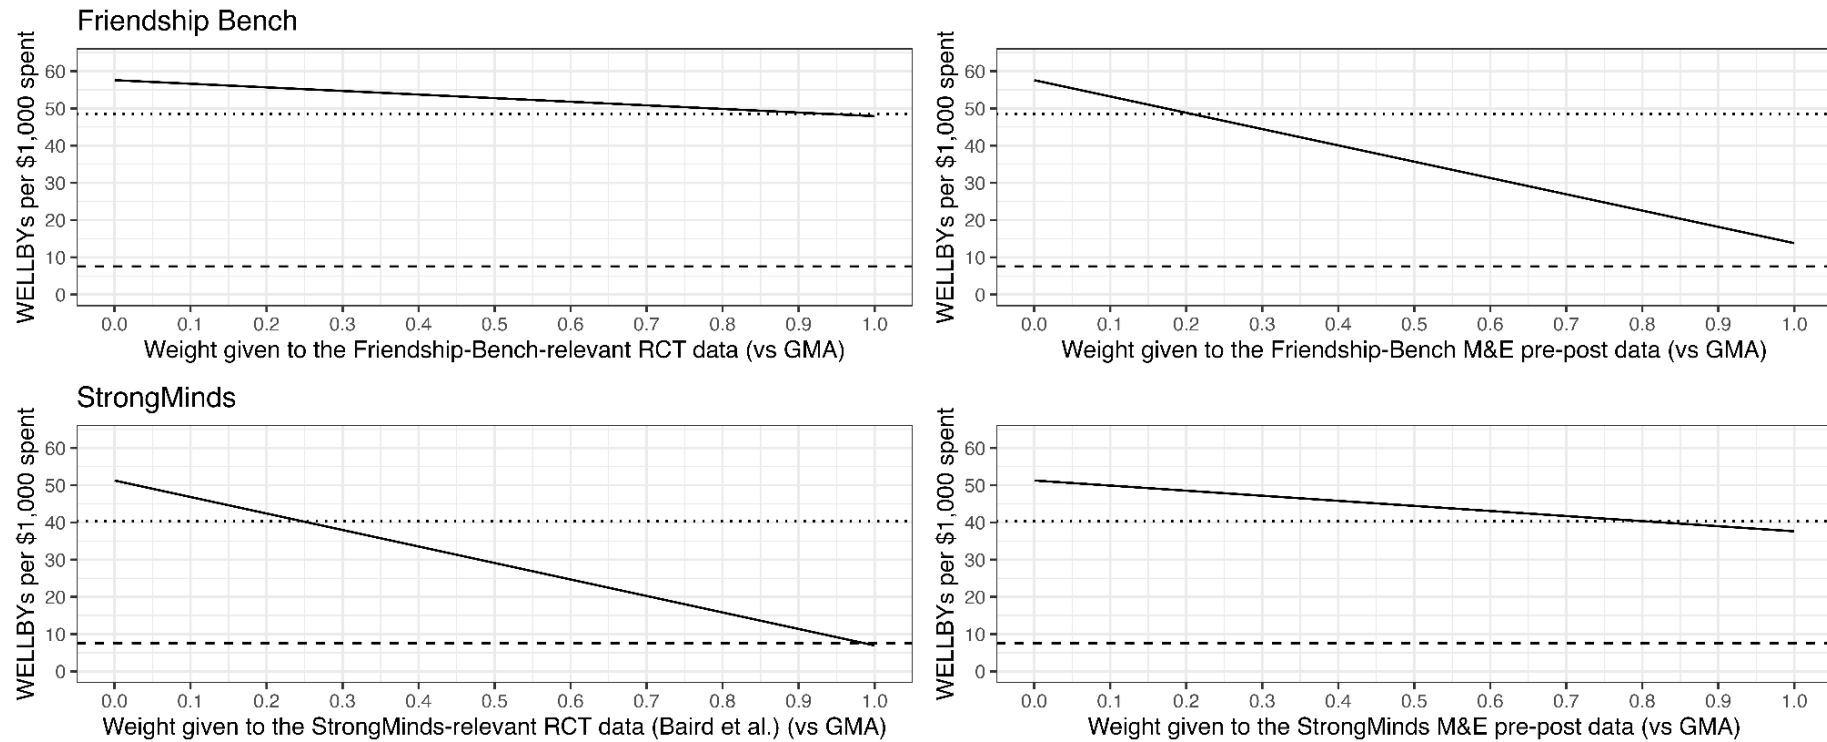 Friendship Bench
WELLBYs per $1,000 spent
60
50
40
30
20
10
0
0.0 0.1 0.2 0.3 0.4 0.5 0.6 0.7 0.8 0.9 1.0
Weight given to the Friendship-Bench-relevant RCT data (vs GMA)
WELLBYs per $1,000 spent
60
50
40
30
20
10
0
0.0 0.1 0.2 0.3 0.4 0.5 0.6 0.7 0.8 0.9 1.0
Weight given to the Friendship-Bench M&E pre-post data (vs GMA)
StrongMinds
WELLBYs per $1,000 spent
60
50
40
30
20
10
0
0.0 0.1 0.2 0.3 0.4 0.5 0.6 0.7 0.8 0.9 1.0
Weight given to the StrongMinds-relevant RCT data (Baird et al.) (vs GMA)
WELLBYs per $1,000 spent
60
50
40
30
20
10
0
0.0 0.1 0.2 0.3 0.4 0.5 0.6 0.7 0.8 0.9 1.0
Weight given to the StrongMinds M&E pre-post data (vs GMA)